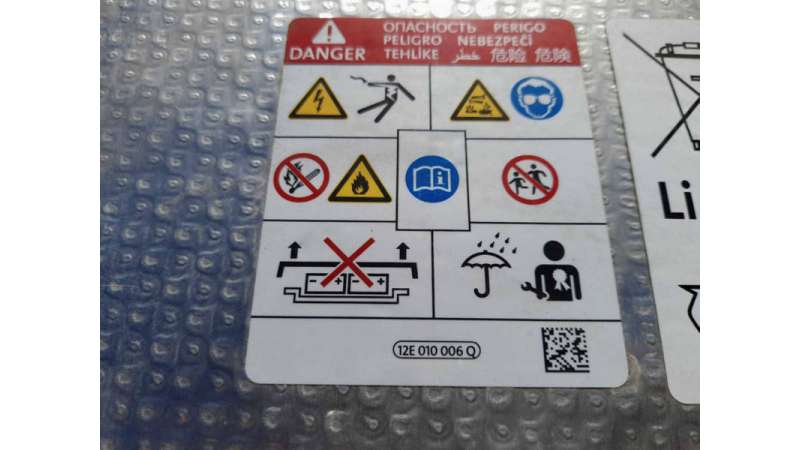 DANGER
ОПАСНОСТЬ PERIGO
PELIGRO NEBEZPEČÍ
TEHLİKE خطر 危险 危険
12E 010 006 Q
Li